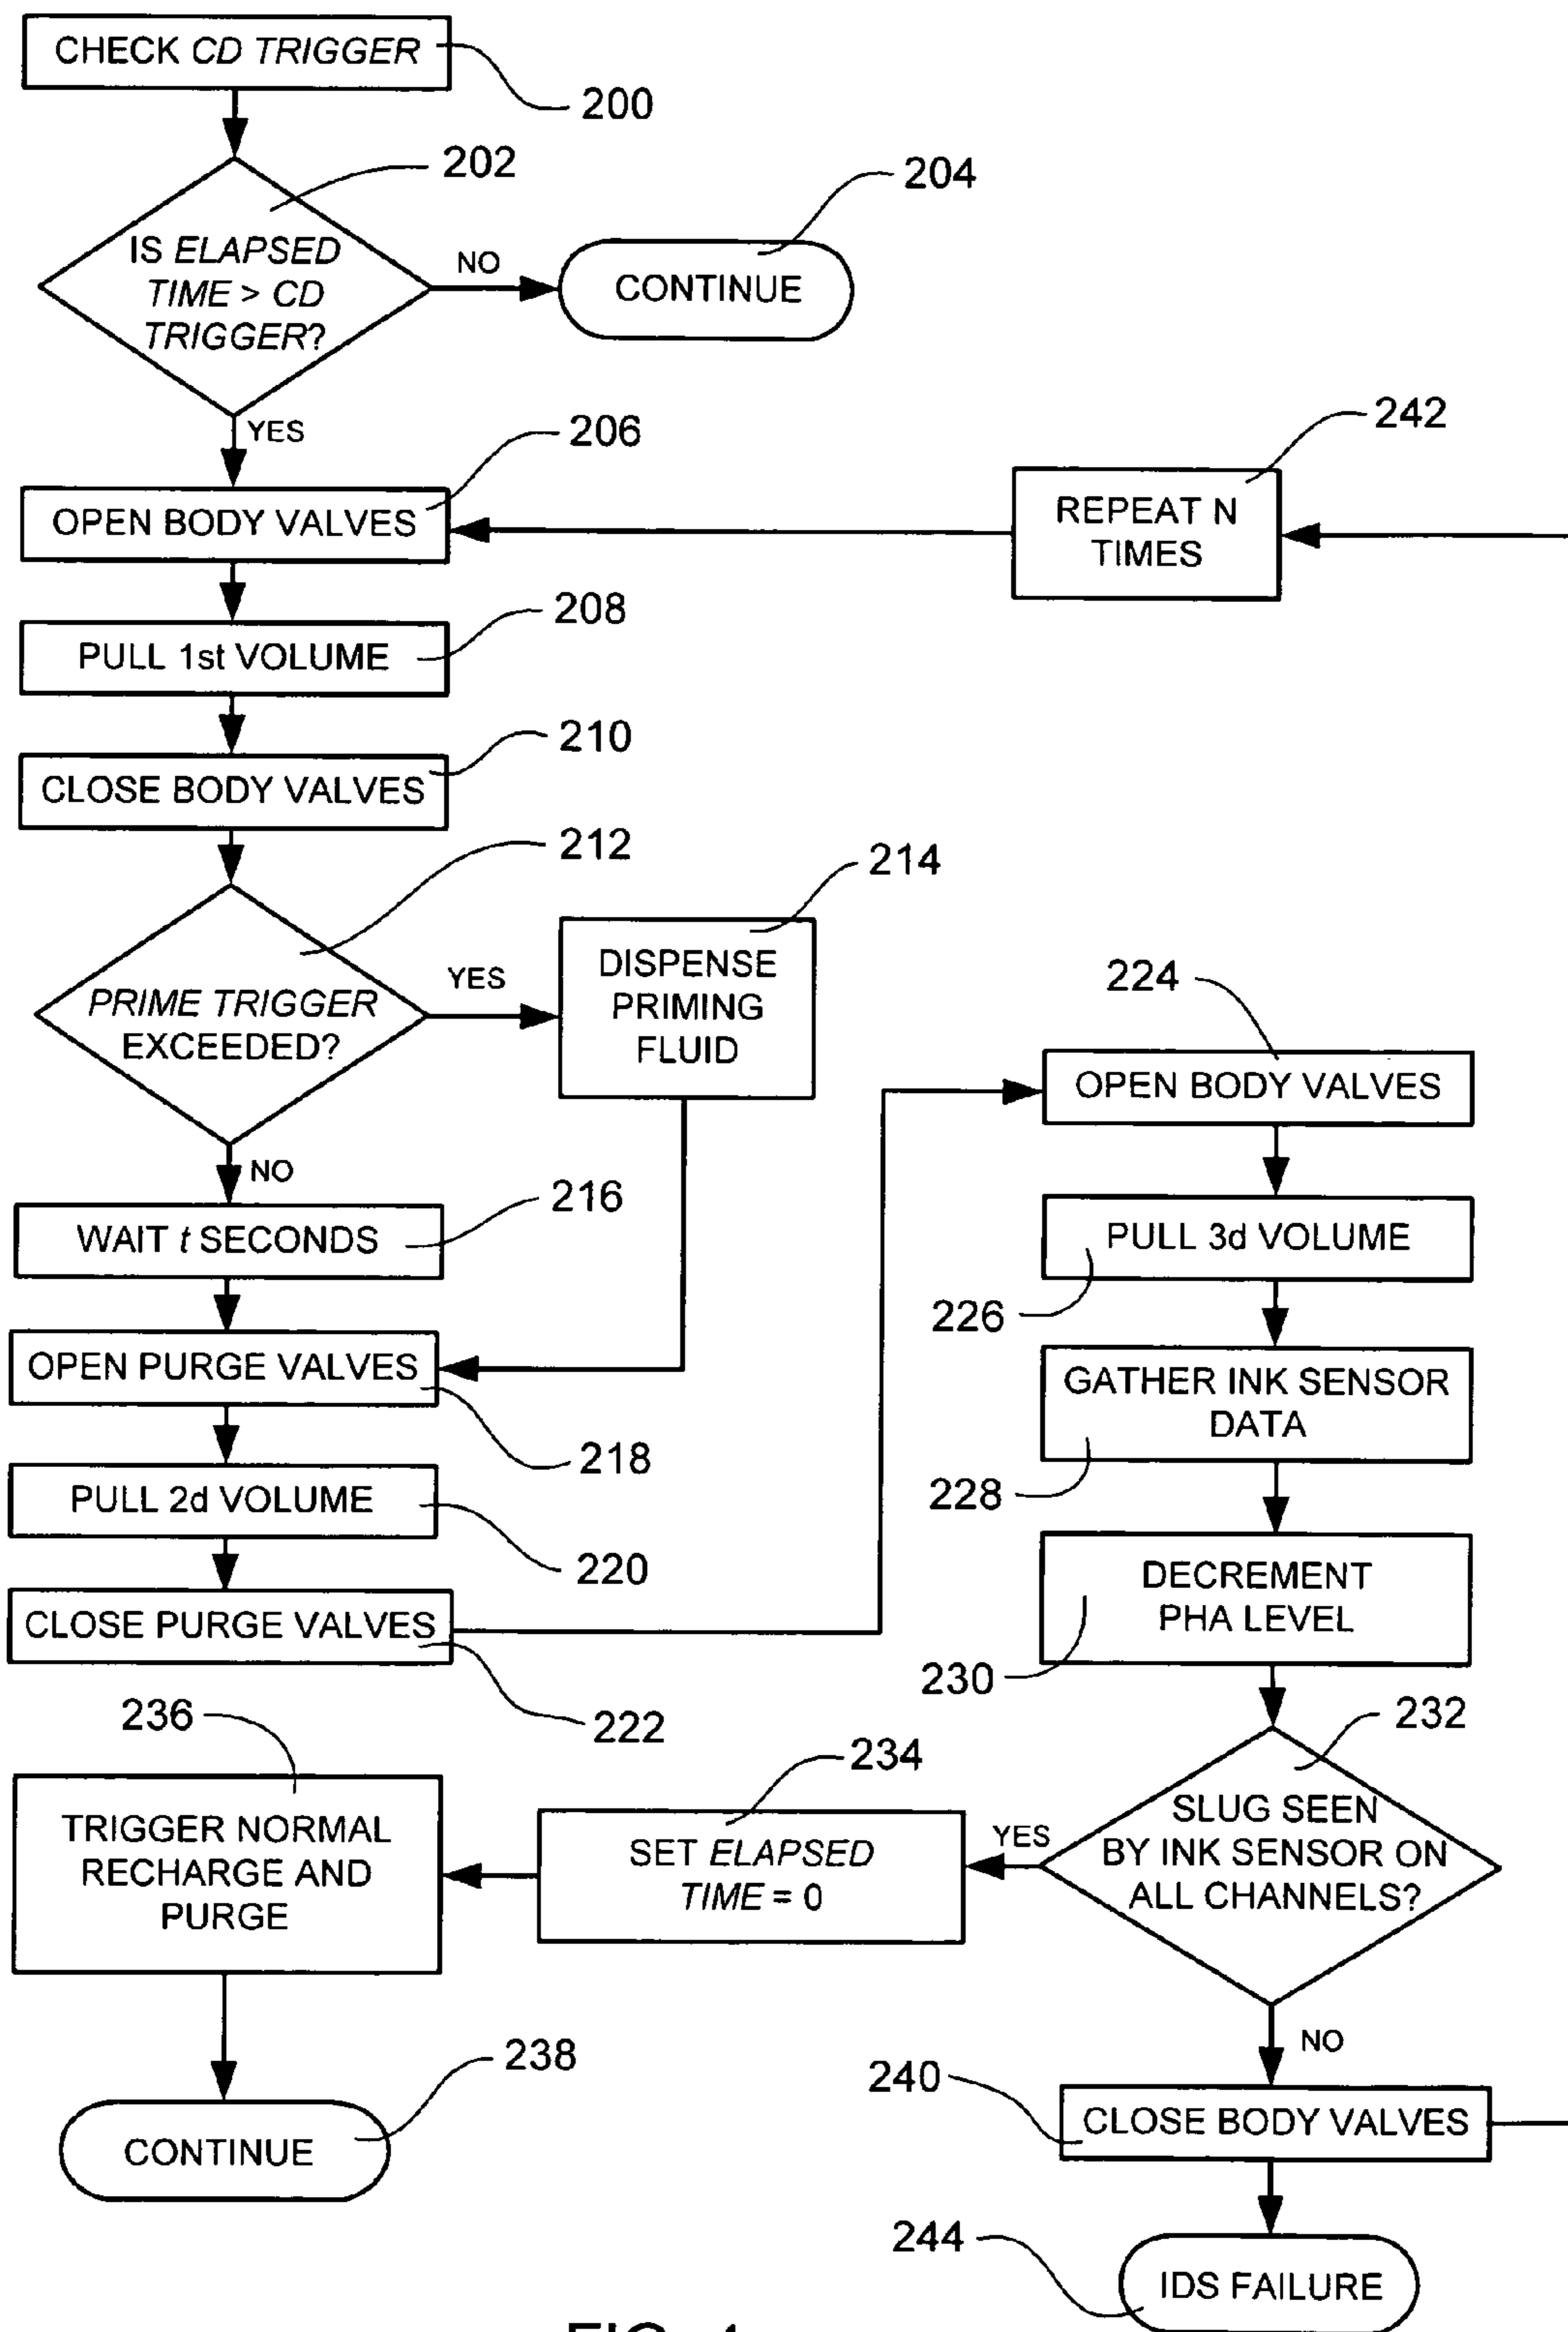 CHECK CD TRIGGER
200
202
IS ELAPSED
TIME > CD
TRIGGER?
NO
204
CONTINUE
YES
206
OPEN BODY VALVES
242
REPEAT N
TIMES
208
PULL 1st VOLUME
210
CLOSE BODY VALVES
212
PRIME TRIGGER
EXCEEDED?
YES
214
DISPENSE
PRIMING
FLUID
NO
216
WAIT t SECONDS
OPEN PURGE VALVES
218
PULL 2d VOLUME
220
CLOSE PURGE VALVES
222
224
OPEN BODY VALVES
PULL 3d VOLUME
226
GATHER INK SENSOR
DATA
228
DECREMENT
PHA LEVEL
230
232
SLUG SEEN
BY INK SENSOR ON
ALL CHANNELS?
YES
234
SET ELAPSED
TIME = 0
236
TRIGGER NORMAL
RECHARGE AND
PURGE
238
CONTINUE
NO
240
CLOSE BODY VALVES
244
IDS FAILURE